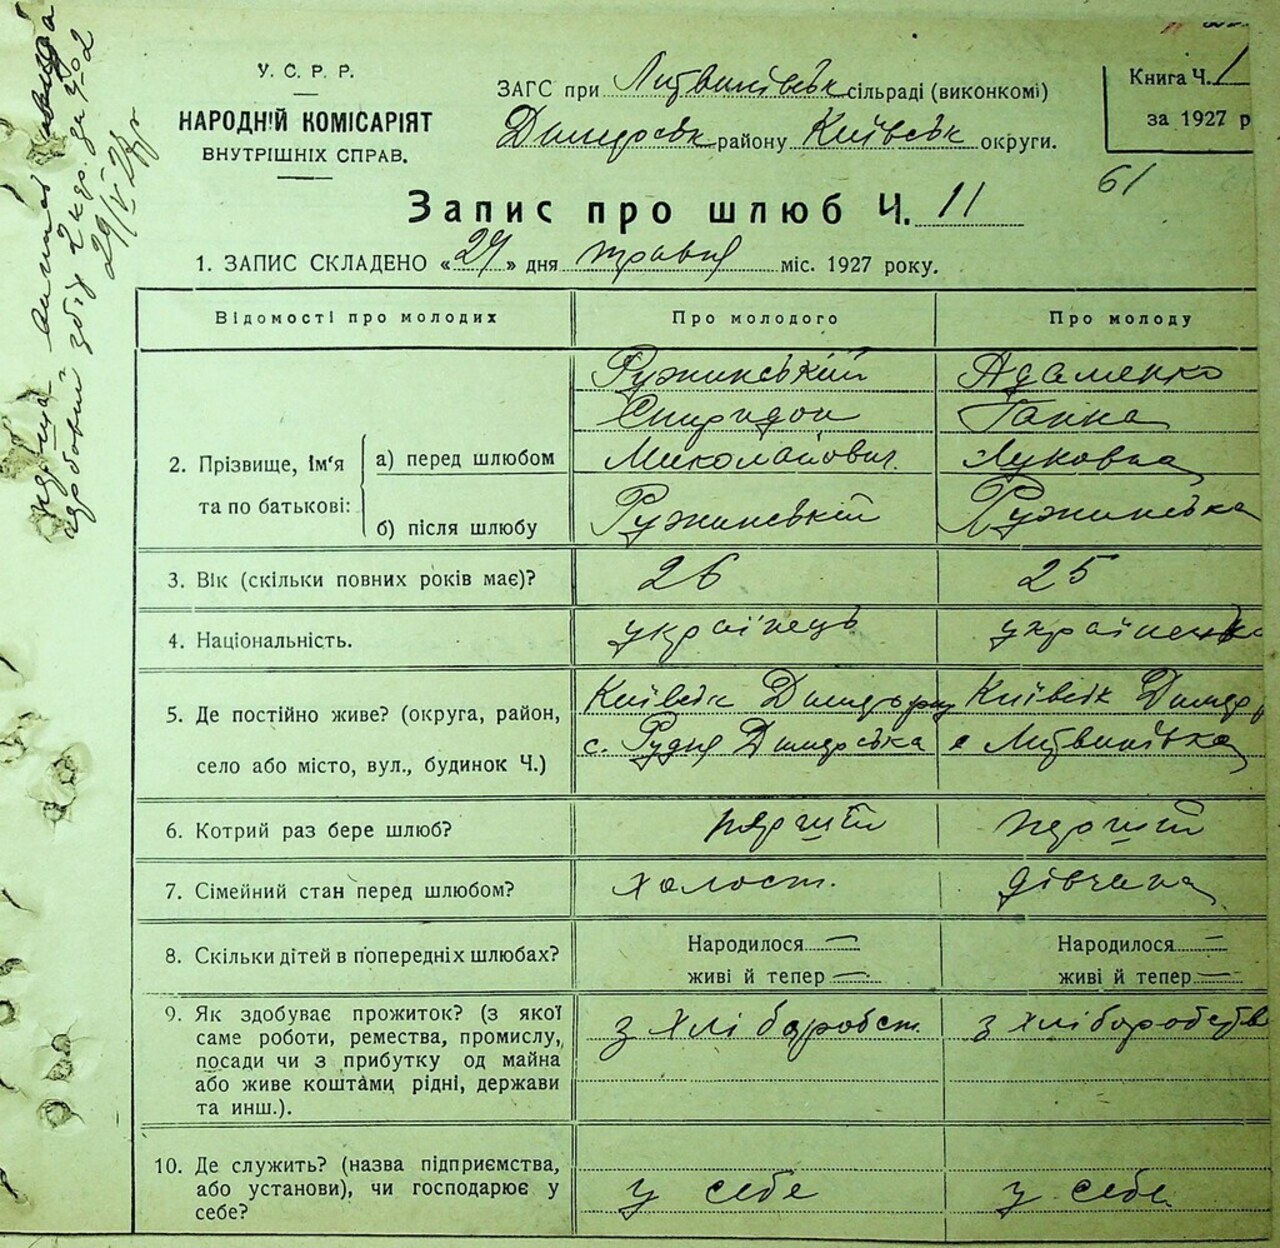 У. С. Р. Р.
НАРОДНІЙ КОМІСАРІЯТ
ВНУТРІШНІХ СПРАВ.
ЗАГС при Литвинівськ сільраді (виконкомі)
Димерськ району Київськ округи.
Книга Ч. 1
за 1927 р
61
Запис про шлюб Ч. 11
1. ЗАПИС СКЛАДЕНО «24» дня травня міс. 1927 року.
Відомості про молодих Про молодого Про молоду
2. Прізвище, ім'я та по батькові:
а) перед шлюбом
Ружинський Адаменко
Спиридон Ганна
Миколайович. Луковна
б) після шлюбу Ружинський Ружинська
3. Вік (скільки повних років має)? 26 25
4. Національність. українець українська
5. Де постійно живе? (округа, район, Київськ Димерськ Київськ Димер
село або місто, вул., будинок Ч.) с. Рудня Димерська с Литвинівка
6. Котрий раз бере шлюб? перший перший
7. Сімейний стан перед шлюбом? холост. дівчина
8. Скільки дітей в попередніх шлюбах? Народилося — Народилося —
живі й тепер — живі й тепер —
9. Як здобуває прожиток? (з якої
саме роботи, ремества, промислу,
посади чи з прибутку од майна
або живе коштами рідні, держави
та инш.).
з хліборобст. з хліборобств
10. Де служить? (назва підприємства,
або установи), чи господарює у
себе?
у себе у себе